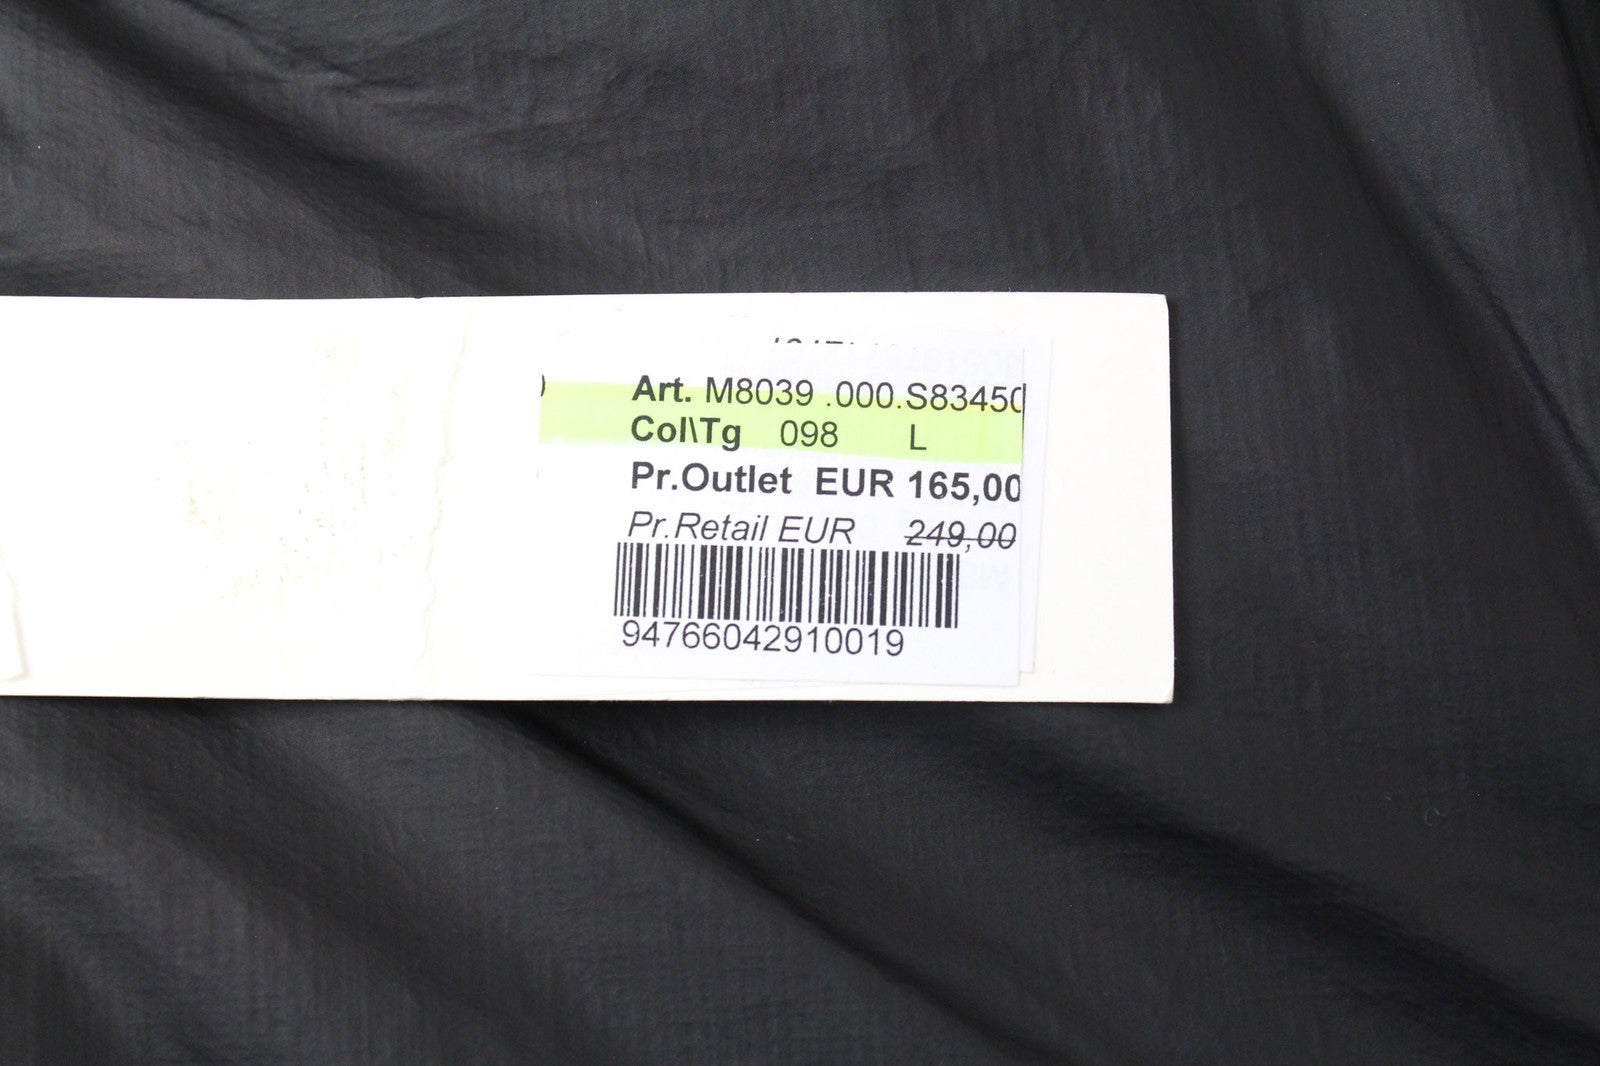 Art. M8039 .000.S83450
Col\Tg 098 L
Pr.Outlet EUR 165,00
Pr.Retail EUR 249,00
94766042910019